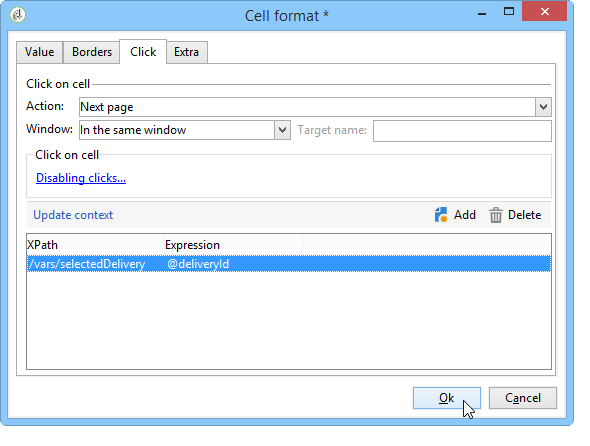 Cell format *
Value Borders Click Extra
Click on cell
Action: Next page
Window: In the same window Target name:
Click on cell
Disabling clicks...
Update context Add Delete
XPath Expression
/vars/selectedDelivery @deliveryId
Ok Cancel